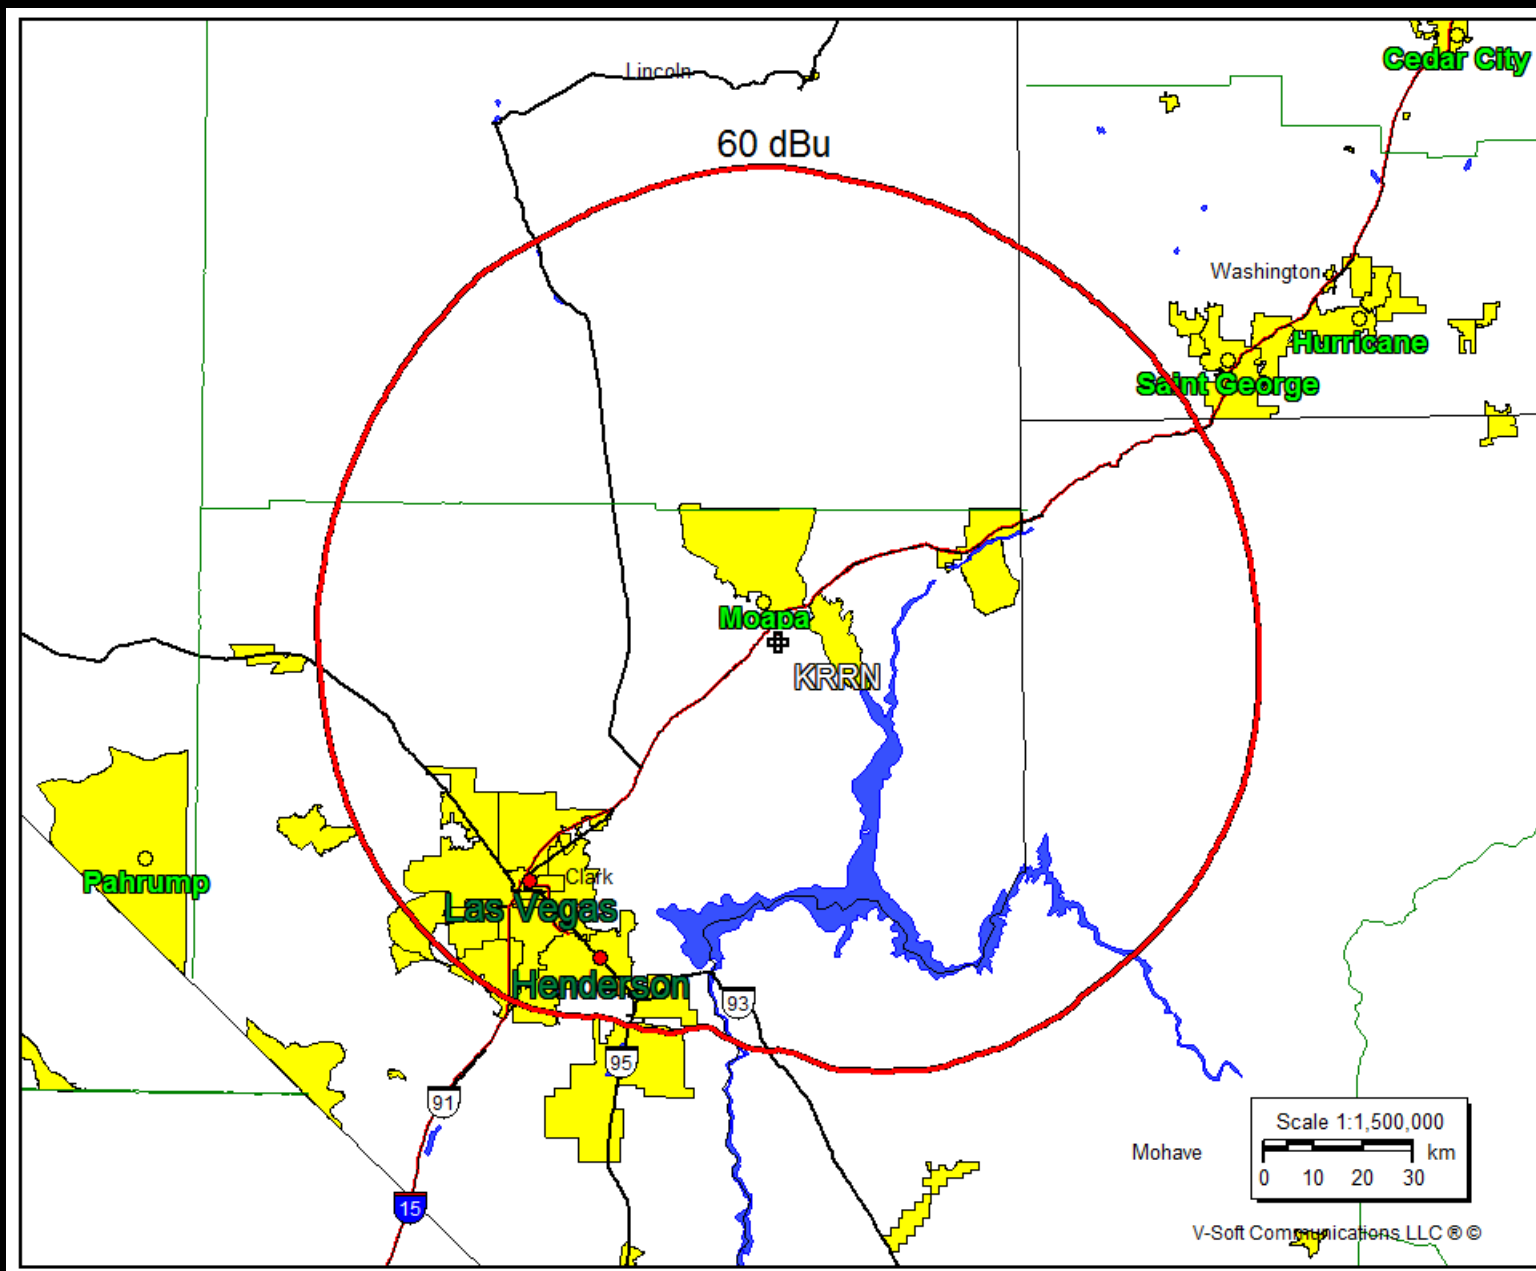 Cedar City
Lincoln
60 dBu
Washington
Hurricane
Saint George
Moapa
KRRN
Pahrump
Clark
Las Vegas
Henderson
93
95
91
15
Mohave
Scale 1:1,500,000
km
0 10 20 30
V-Soft Communications LLC ® ©